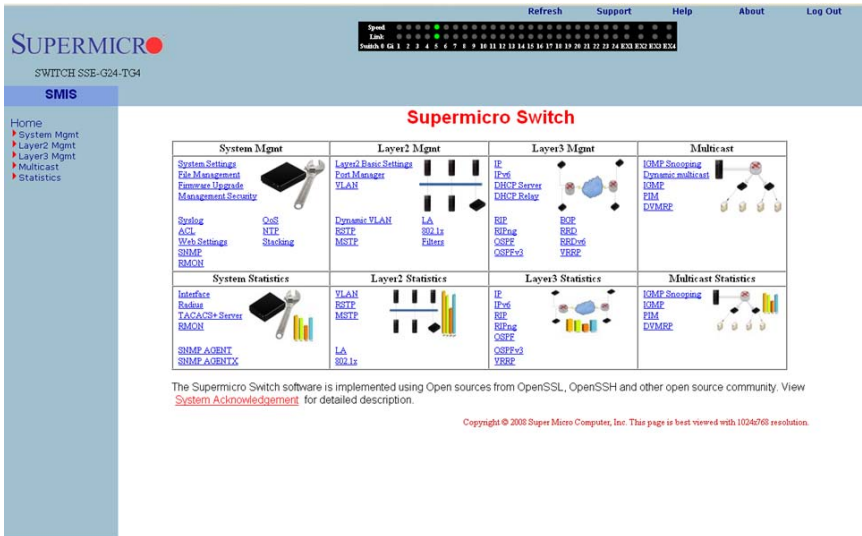 Refresh Support Help About Log Out
SUPERMICRO
SWITCH SSE-G24-TG4
Speed
Link
Switch 0 Gi 1 2 3 4 5 6 7 8 9 10 11 12 13 14 15 16 17 18 19 20 21 22 23 24 EX1 EX2 EX3 EX4
SMIS
Home
System Mgmt
Layer2 Mgmt
Layer3 Mgmt
Multicast
Statistics
Supermicro Switch
System Mgmt
System Settings
File Management
Firmware Upgrade
Management Security
Syslog QoS
ACL NTP
Web Settings Stacking
SNMP
RMON
Layer2 Mgmt
Layer2 Basic Settings
Port Manager
VLAN
Dynamic VLAN LA
RSTP 802.1x
MSTP Filters
Layer3 Mgmt
IP
IPv6
DHCP Server
DHCP Relay
RIP BGP
RIPng RRD
OSPF RRDv6
OSPFv3 VRRP
Multicast
IGMP Snooping
Dynamic multicast
IGMP
PIM
DVMRP
System Statistics
Interface
Radius
TACACS+ Server
RMON
SNMP AGENT
SNMP AGENTX
Layer2 Statistics
VLAN
RSTP
MSTP
LA
802.1x
Layer3 Statistics
IP
IPv6
RIP
RIPng
OSPF
OSPFv3
VRRP
Multicast Statistics
IGMP Snooping
IGMP
PIM
DVMRP
The Supermicro Switch software is implemented using Open sources from OpenSSL, OpenSSH and other open source community. View
System Acknowledgement for detailed description.
Copyright © 2008 Super Micro Computer, Inc. This page is best viewed with 1024x768 resolution.